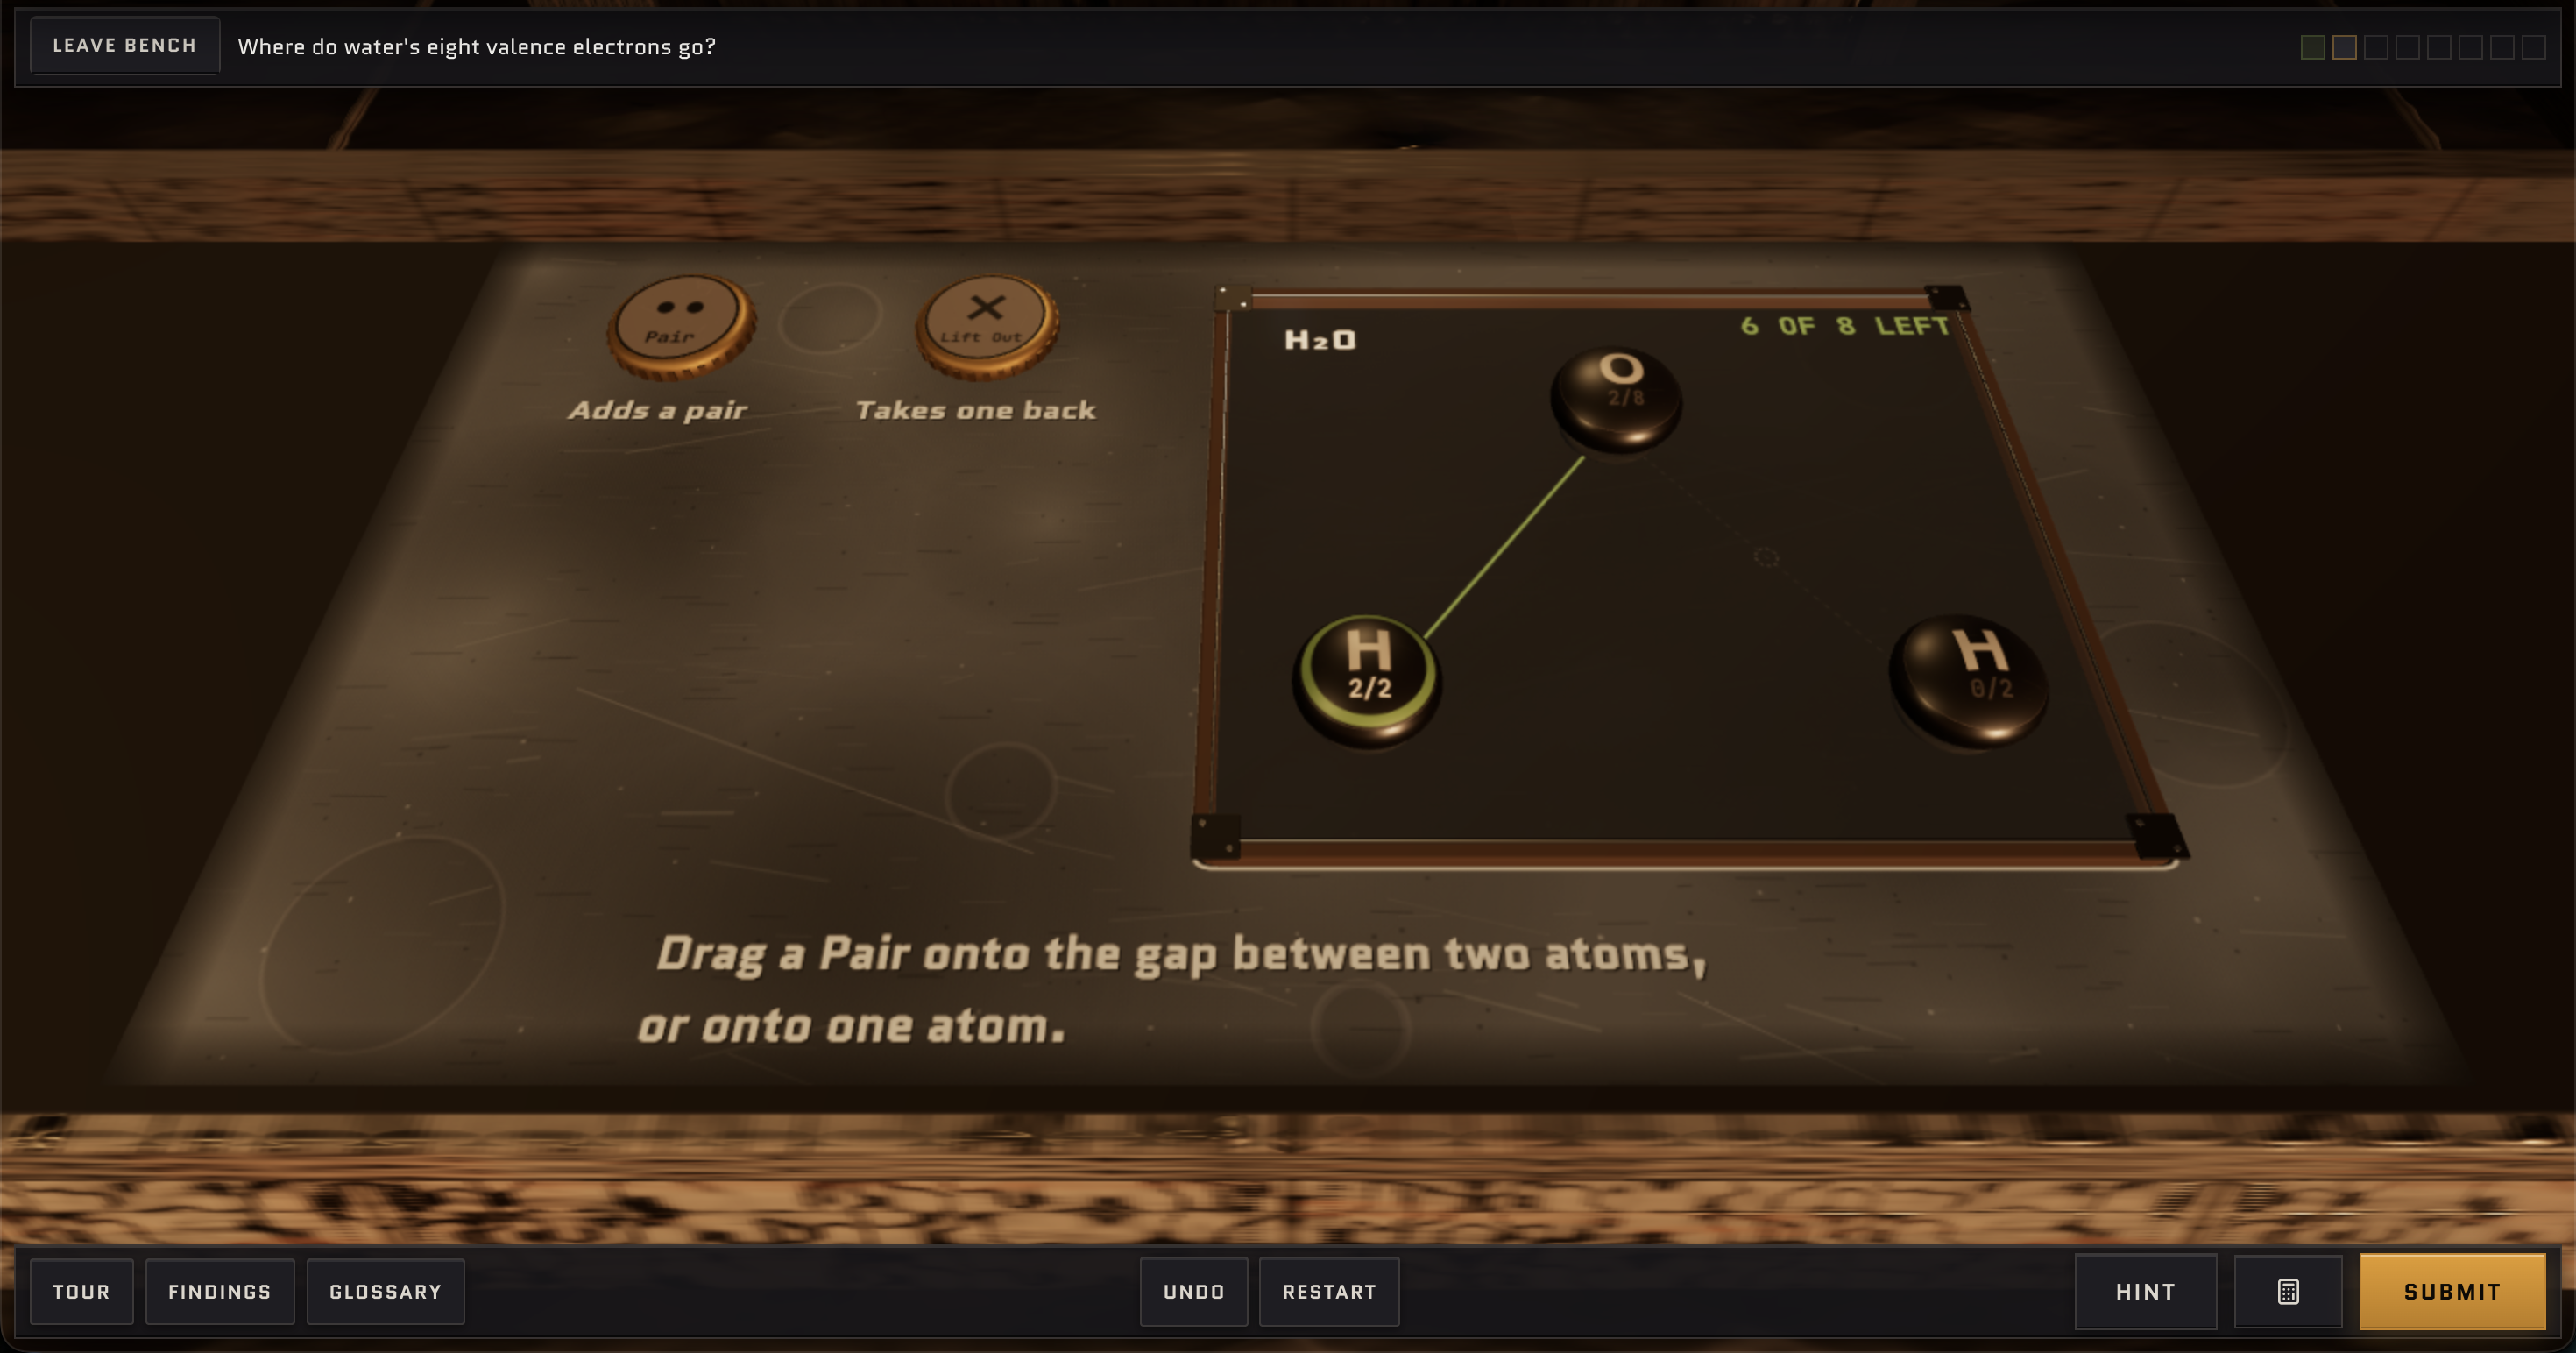 LEAVE BENCH
Where do water's eight valence electrons go?
Pair
Lift Out
Adds a pair
Takes one back
H₂O
6 OF 8 LEFT
O
2/8
H
2/2
H
0/2
Drag a Pair onto the gap between two atoms,
or onto one atom.
TOUR
FINDINGS
GLOSSARY
UNDO
RESTART
HINT
SUBMIT